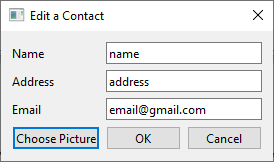 Edit a Contact
Name name
Address address
Email email@gmail.com
Choose Picture OK Cancel